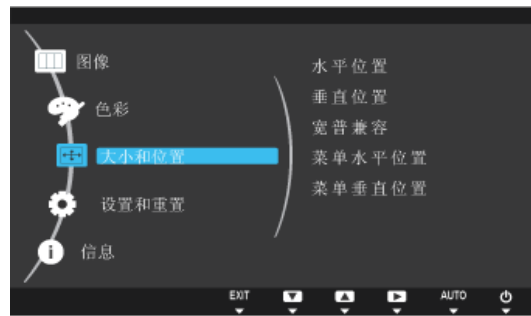 图像
色彩
大小和位置
设置和重置
信息
水平位置
垂直位置
宽普兼容
菜单水平位置
菜单垂直位置
EXIT
AUTO